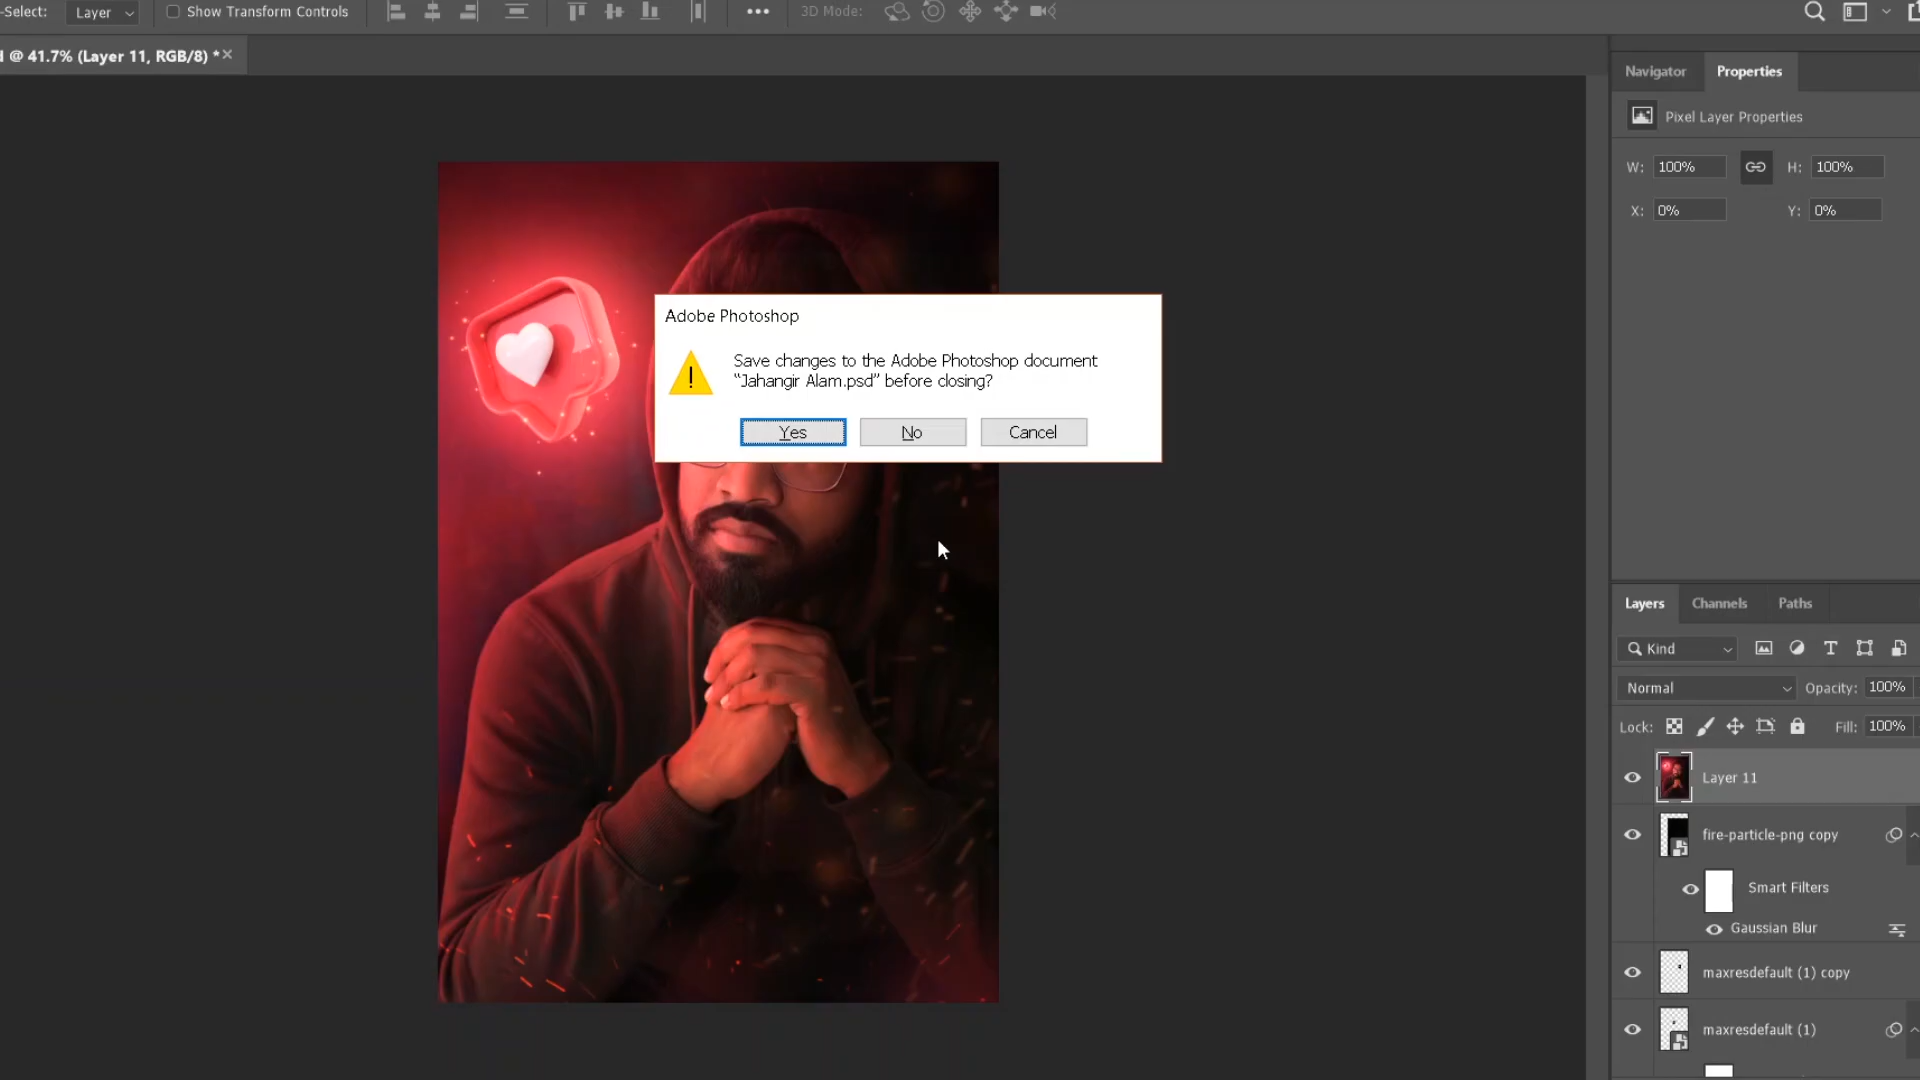 -Select: Layer Show Transform Controls 3D Mode:
@ 41.7% (Layer 11, RGB/8) *
Navigator Properties
Pixel Layer Properties
W: 100% H: 100%
X: 0% Y: 0%
Adobe Photoshop
Save changes to the Adobe Photoshop document
“Jahangir Alam.psd” before closing?
Yes No Cancel
Layers Channels Paths
Kind
Normal Opacity: 100%
Lock: Fill: 100%
Layer 11
fire-particle-png copy
Smart Filters
Gaussian Blur
maxresdefault (1) copy
maxresdefault (1)